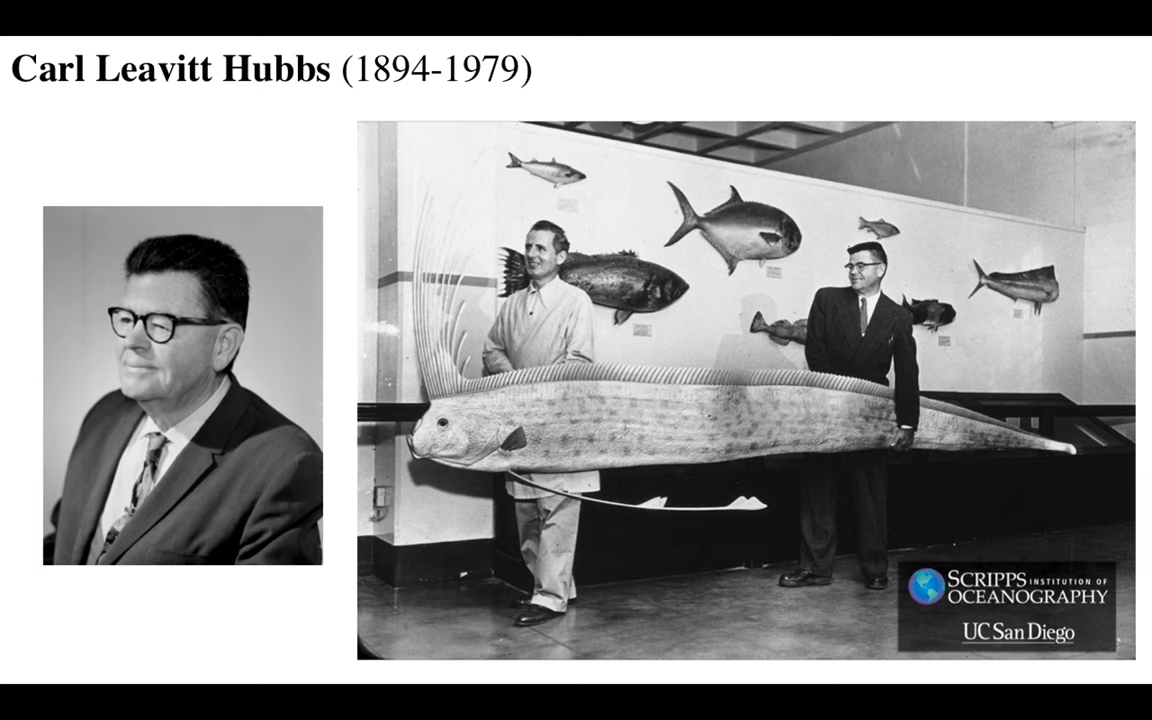 Carl Leavitt Hubbs (1894-1979)
SCRIPPS INSTITUTION OF
OCEANOGRAPHY
UC San Diego